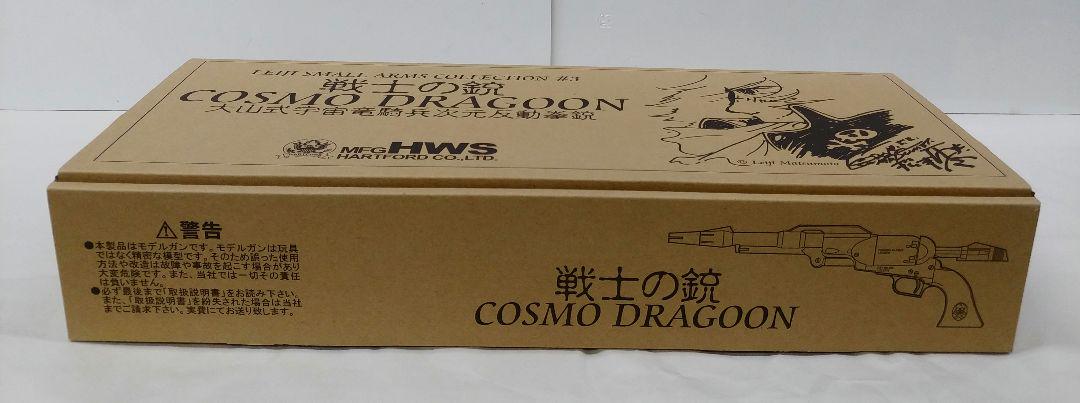 LEIJI SMALL ARMS COLLECTION #3
戦士の銃
COSMO DRAGOON
大山式宇宙竜騎兵次元反動拳銃
MFG HWS
HARTFORD CO.,LTD.
© Leiji Matsumoto
⚠警告
●本製品はモデルガンです。モデルガンは玩具
ではなく精密な模型です。そのため誤った使用
方法や改造は故障や事故を起こす場合があり
大変危険です。また、当社では一切その責任
は負いません。
●必ず最後まで「取扱説明書」をお読み下さい。
また、「取扱説明書」を紛失された場合は当社
までご請求下さい。実費にてお送り致します。
戦士の銃
COSMO DRAGOON